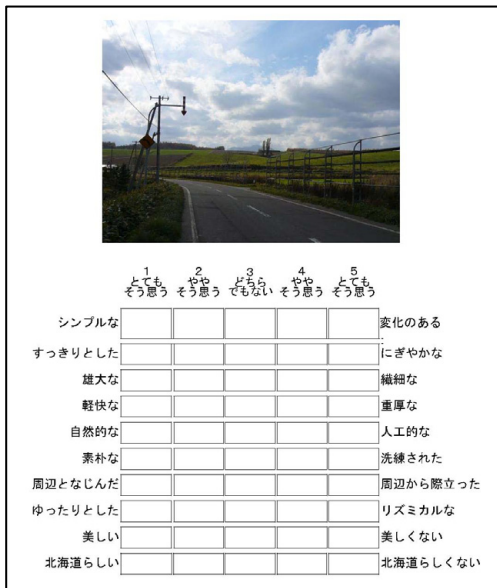 1 2 3 4 5
とても やや どちら やや とても
そう思う そう思う でもない そう思う そう思う
シンプルな 変化のある
すっきりとした にぎやかな
雄大な 繊細な
軽快な 重厚な
自然的な 人工的な
素朴な 洗練された
周辺となじんだ 周辺から際立った
ゆったりとした リズミカルな
美しい 美しくない
北海道らしい 北海道らしくない